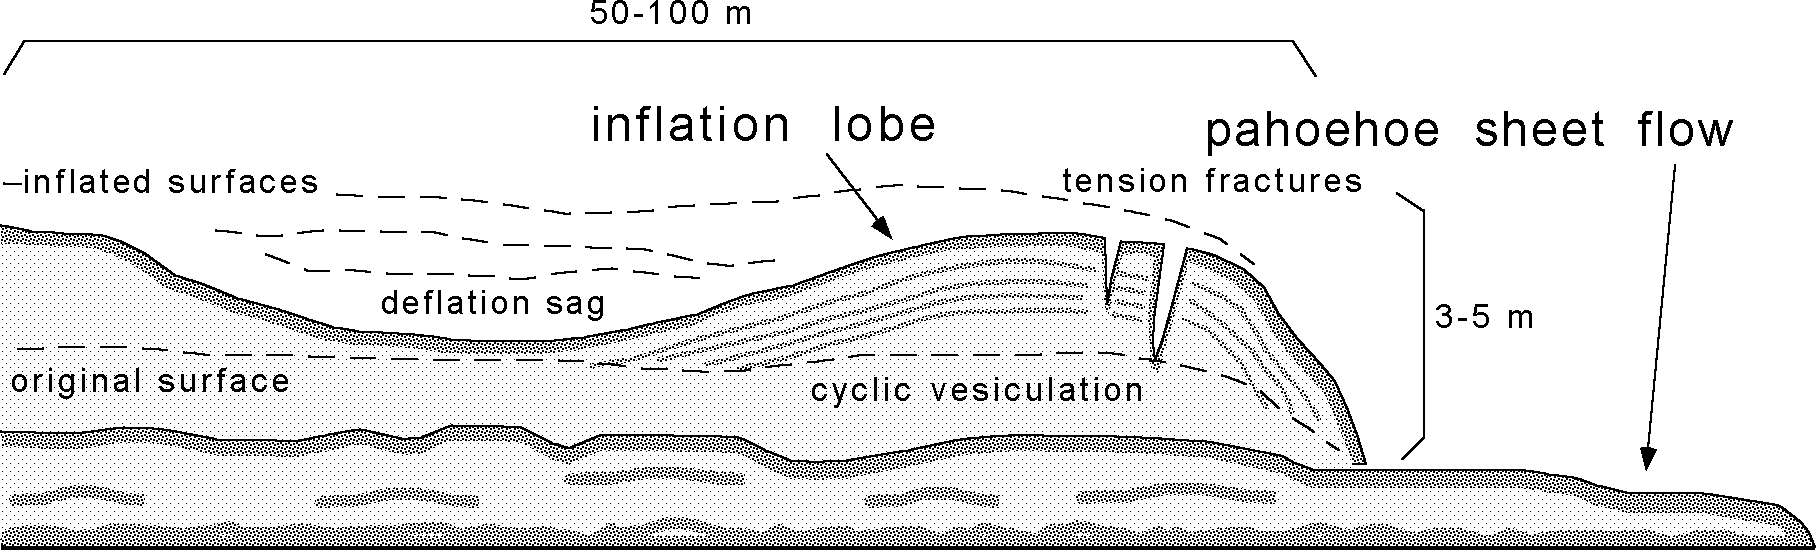 50-100 m
inflation lobe
pahoehoe sheet flow
inflated surfaces
tension fractures
deflation sag
3-5 m
original surface
cyclic vesiculation